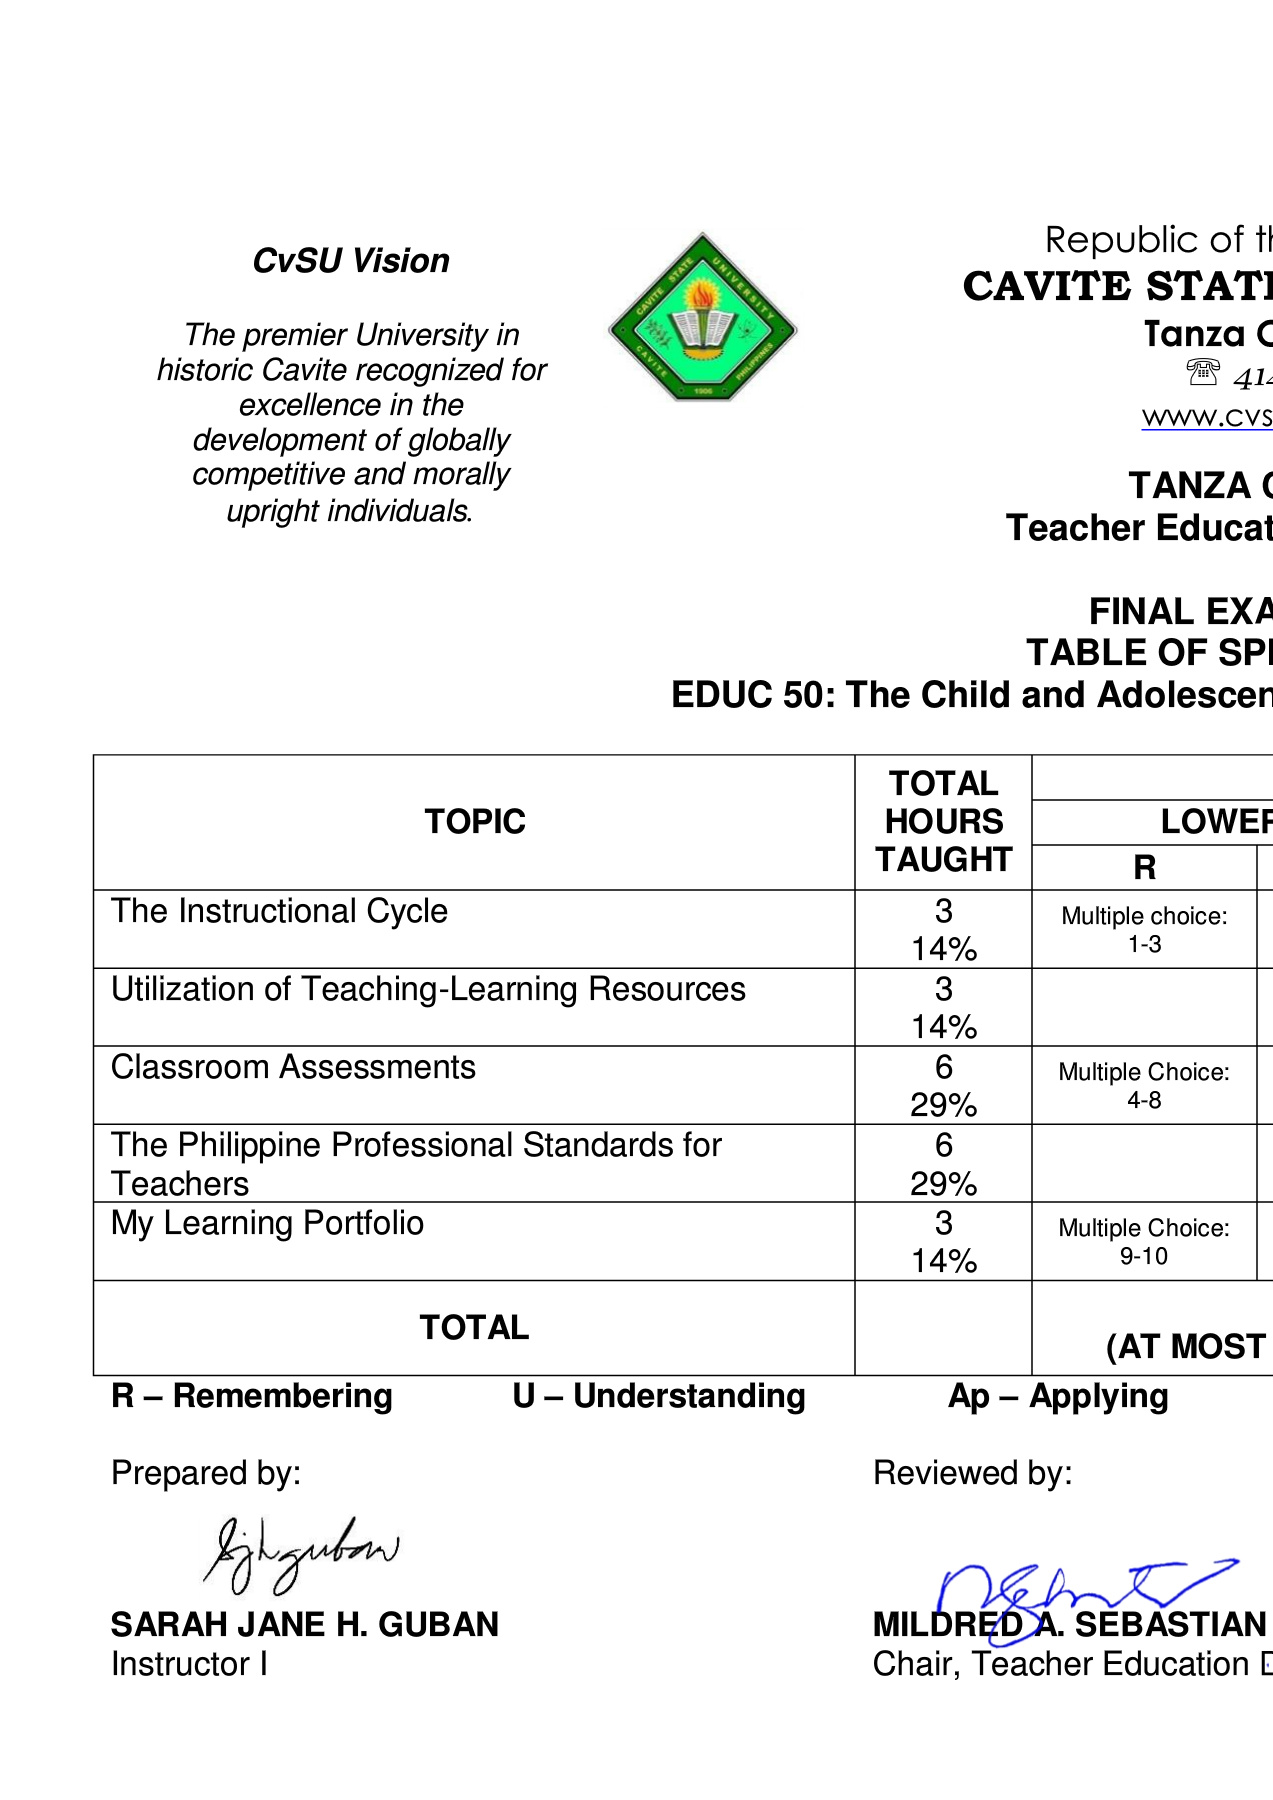 CvSU Vision
The premier University in
historic Cavite recognized for
excellence in the
development of globally
competitive and morally
upright individuals.
CAVITE STATE UNIVERSITY
CAVITE
PHILIPPINES
1906
Republic of th
CAVITE STATE
Tanza C
☏ 414
www.cvs
TANZA C
Teacher Educat
FINAL EXA
TABLE OF SPE
EDUC 50: The Child and Adolescen
TOPIC
TOTAL
HOURS
TAUGHT
LOWER
R
The Instructional Cycle
3
14%
Multiple choice:
1-3
Utilization of Teaching-Learning Resources
3
14%
Classroom Assessments
6
29%
Multiple Choice:
4-8
The Philippine Professional Standards for
Teachers
6
29%
My Learning Portfolio
3
14%
Multiple Choice:
9-10
TOTAL
(AT MOST
R – Remembering U – Understanding Ap – Applying
Prepared by:
Reviewed by:
sjhguban
SARAH JANE H. GUBAN
Instructor I
MILDRED A. SEBASTIAN
Chair, Teacher Education D